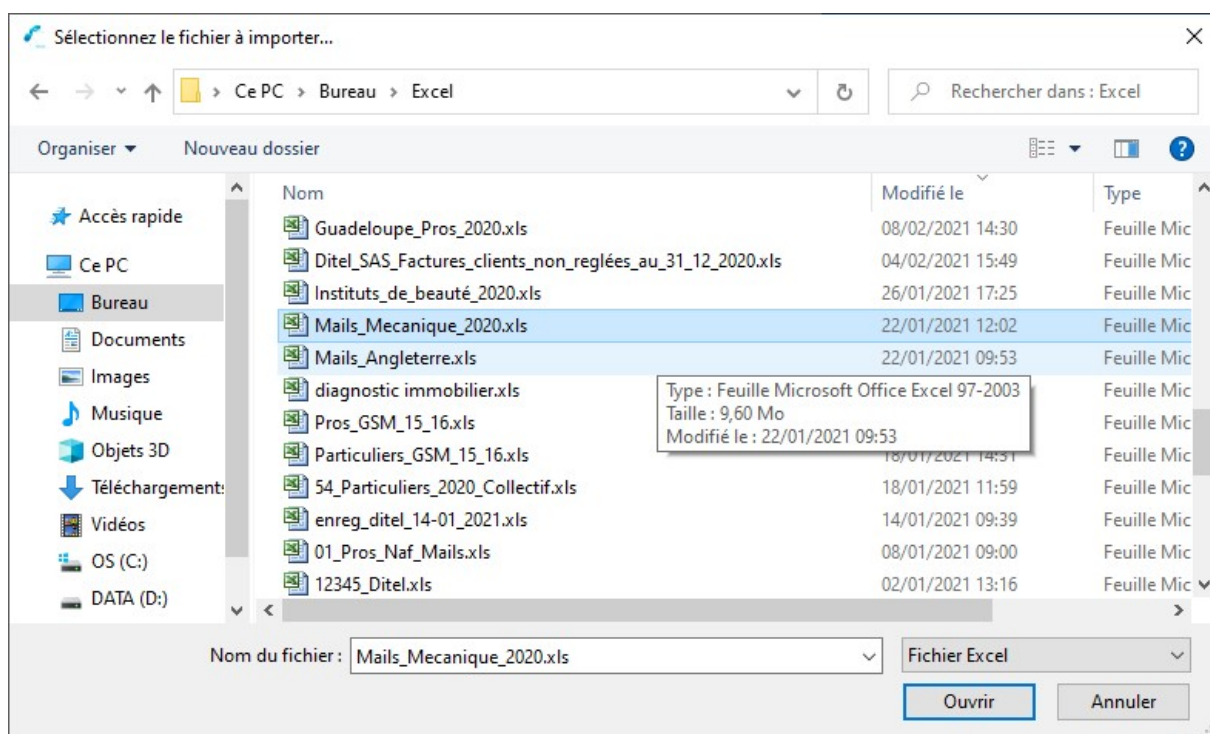 Sélectionnez le fichier à importer...
Ce PC > Bureau > Excel
Rechercher dans : Excel
Organiser
Nouveau dossier
Accès rapide
Ce PC
Bureau
Documents
Images
Musique
Objets 3D
Téléchargements
Vidéos
OS (C:)
DATA (D:)
Nom Modifié le Type
Guadeloupe_Pros_2020.xls 08/02/2021 14:30 Feuille Mic
Ditel_SAS_Factures_clients_non_reglées_au_31_12_2020.xls 04/02/2021 15:49 Feuille Mic
Instituts_de_beauté_2020.xls 26/01/2021 17:25 Feuille Mic
Mails_Mecanique_2020.xls 22/01/2021 12:02 Feuille Mic
Mails_Angleterre.xls 22/01/2021 09:53 Feuille Mic
diagnostic immobilier.xls Feuille Mic
Pros_GSM_15_16.xls Feuille Mic
Particuliers_GSM_15_16.xls 18/01/2021 14:31 Feuille Mic
54_Particuliers_2020_Collectif.xls 18/01/2021 11:59 Feuille Mic
enreg_ditel_14-01_2021.xls 14/01/2021 09:39 Feuille Mic
01_Pros_Naf_Mails.xls 08/01/2021 09:00 Feuille Mic
12345_Ditel.xls 02/01/2021 13:16 Feuille Mic
Type : Feuille Microsoft Office Excel 97-2003
Taille : 9,60 Mo
Modifié le : 22/01/2021 09:53
Nom du fichier : Mails_Mecanique_2020.xls
Fichier Excel
Ouvrir
Annuler